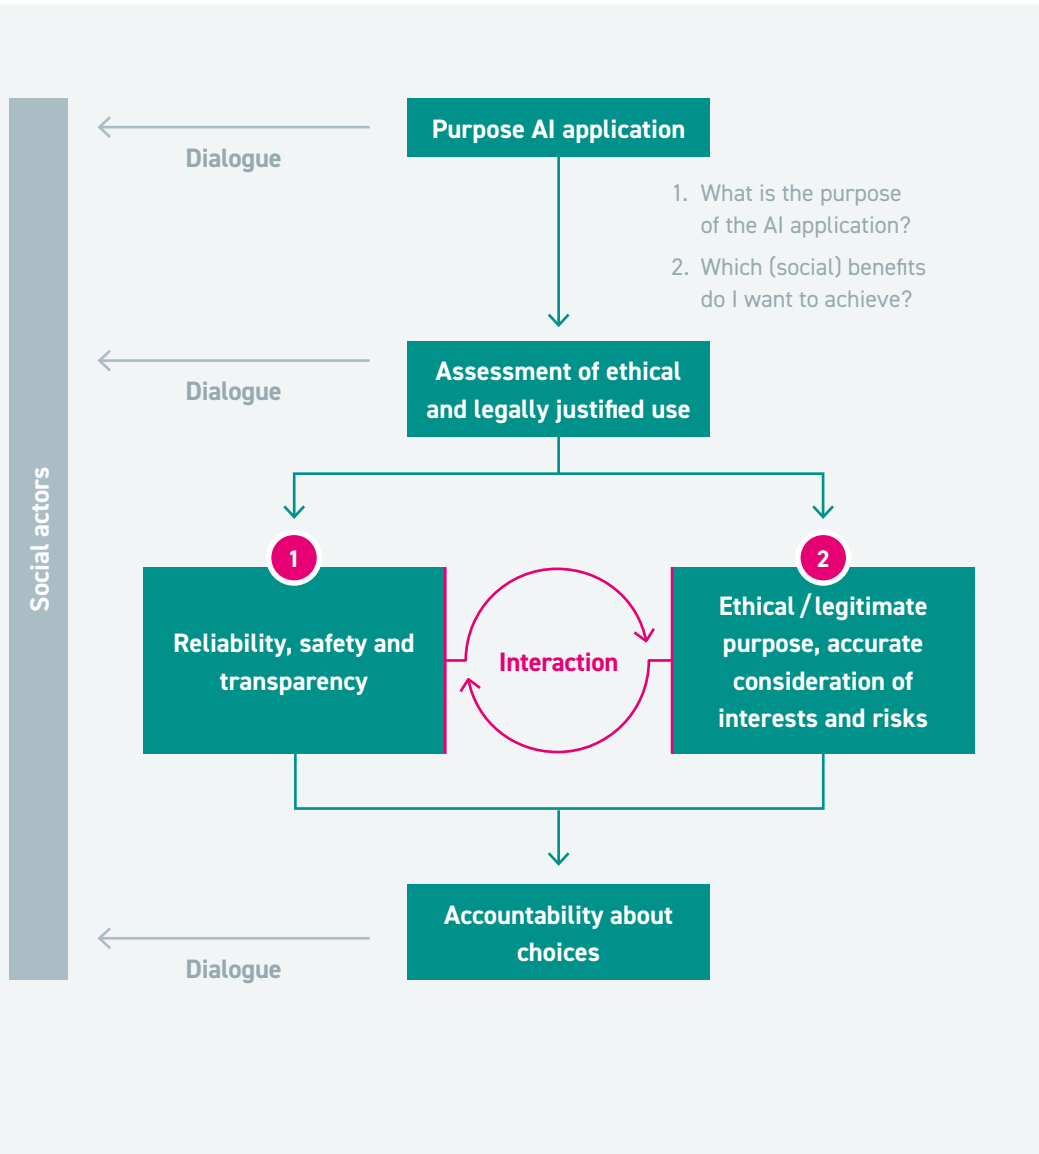 Purpose AI application
Dialogue
1. What is the purpose
of the AI application?
2. Which (social) benefits
do I want to achieve?
Assessment of ethical
and legally justified use
Dialogue
Social actors
1
Reliability, safety and
transparency
Interaction
2
Ethical / legitimate
purpose, accurate
consideration of
interests and risks
Accountability about
choices
Dialogue